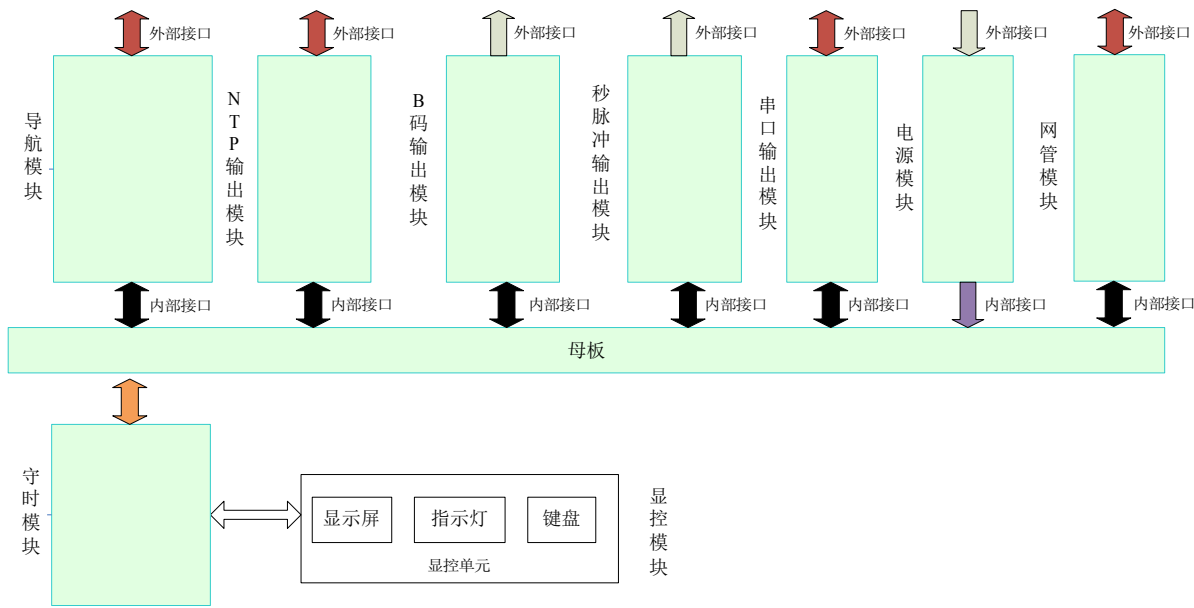 外部接口
外部接口
外部接口
外部接口
外部接口
外部接口
外部接口
导航模块
NTP输出模块
B码输出模块
秒脉冲输出模块
串口输出模块
电源模块
网管模块
内部接口
内部接口
内部接口
内部接口
内部接口
内部接口
内部接口
母板
守时模块
显示屏
指示灯
键盘
显控单元
显控模块